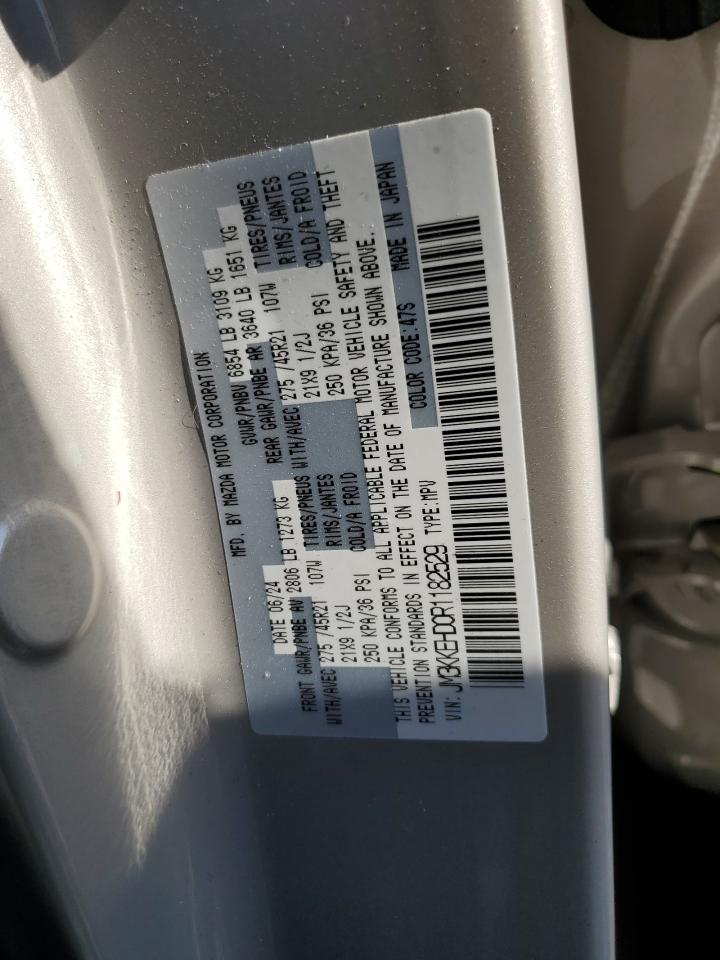 MFD. BY MAZDA MOTOR CORPORATION
DATE 06/24 GVWR/PNBV 6854 LB 3109 KG
FRONT GAWR/PNBE AV 2806 LB 1273 KG REAR GAWR/PNBE AR 3640 LB 1651 KG
WITH/AVEC 275 /45R21 107W TIRES/PNEUS WITH/AVEC 275 /45R21 107W TIRES/PNEUS
21X9 1/2J RIMS/JANTES 21X9 1/2J RIMS/JANTES
250 KPA/36 PSI COLD/A FROID 250 KPA/36 PSI COLD/A FROID
THIS VEHICLE CONFORMS TO ALL APPLICABLE FEDERAL MOTOR VEHICLE SAFETY AND THEFT
PREVENTION STANDARDS IN EFFECT ON THE DATE OF MANUFACTURE SHOWN ABOVE.
VIN: JM3KKEHD0R1182529 TYPE:MPV COLOR CODE:47S MADE IN JAPAN